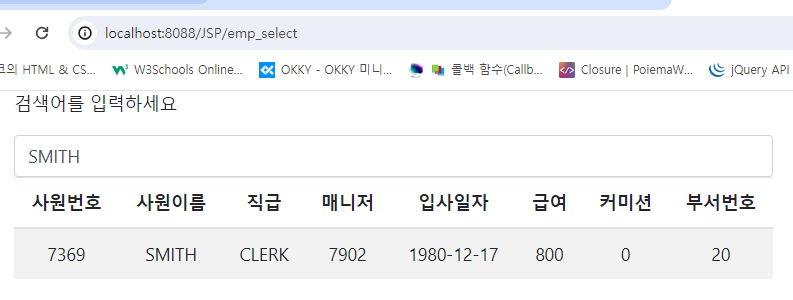 localhost:8088/JSP/emp_select
의 HTML & CS... W3Schools Online... OKKY - OKKY 미니... 콜백 함수(Callb... Closure | PoiemaW... jQuery API
검색어를 입력하세요
SMITH
사원번호 사원이름 직급 매니저 입사일자 급여 커미션 부서번호
7369 SMITH CLERK 7902 1980-12-17 800 0 20